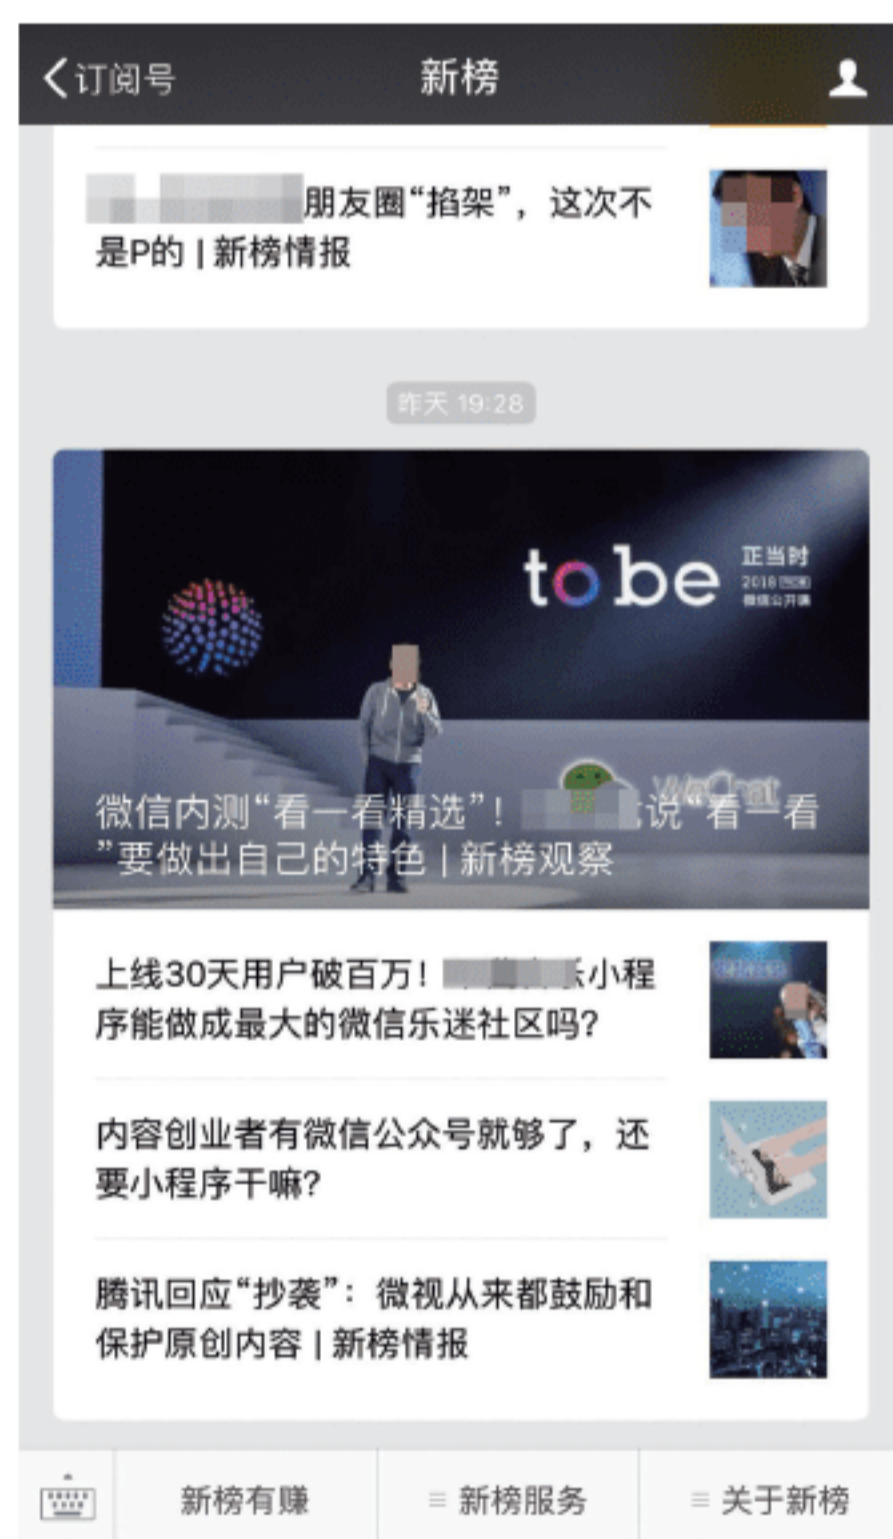 订阅号
新榜
朋友圈“掐架”，这次不
是P的 | 新榜情报
昨天 19:28
to be
正当时
2018
微信公开课
WeChat
微信内测“看一看精选”！说“看一看
”要做出自己的特色 | 新榜观察
上线30天用户破百万！小程
序能做成最大的微信乐迷社区吗？
内容创业者有微信公众号就够了，还
要小程序干嘛？
腾讯回应“抄袭”：微视从来都鼓励和
保护原创内容 | 新榜情报
新榜有赚
新榜服务
关于新榜